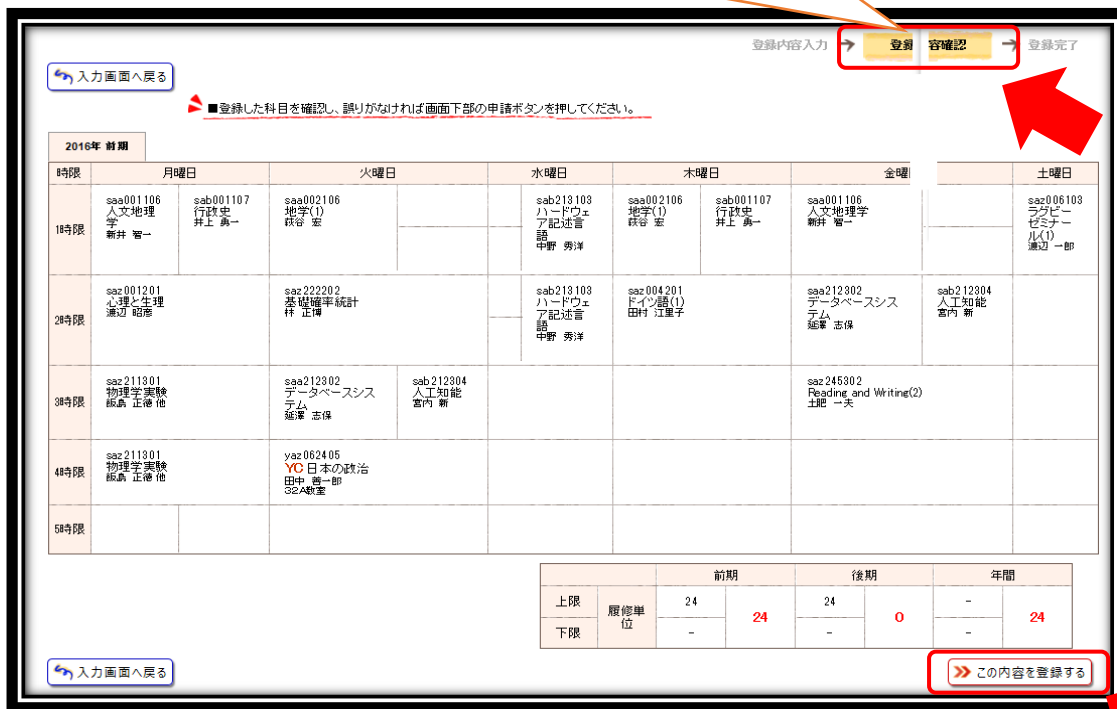 登録内容入力 → 登録 容確認 → 登録完了
入力画面へ戻る
■登録した科目を確認し、誤りがなければ画面下部の申請ボタンを押してください。
2016年 前期
時限 月曜日 火曜日 水曜日 木曜日 金曜 土曜日
1時限
saa001106
人文地理
学
新井 智一
sab001107
行政史
井上 勇一
saa002106
地学(1)
萩谷 宏
sab213103
ハードウェ
ア記述言
語
中野 秀洋
saa002106
地学(1)
萩谷 宏
sab001107
行政史
井上 勇一
saa001106
人文地理学
新井 智一
saz006103
ラグビー
ゼミナー
ル(1)
渡辺 一郎
2時限
saz001201
心理と生理
渡辺 昭彦
saz222202
基礎確率統計
林 正博
sab213103
ハードウェ
ア記述言
語
中野 秀洋
saz004201
ドイツ語(1)
田村 江里子
saa212302
データベースシス
テム
延澤 志保
sab212304
人工知能
宮内 新
3時限
saz211301
物理学実験
飯島 正徳 他
saa212302
データベースシス
テム
延澤 志保
sab212304
人工知能
宮内 新
saz245302
Reading and Writing(2)
土肥 一夫
4時限
saz211301
物理学実験
飯島 正徳 他
yaz062405
YC 日本の政治
田中 善一郎
32A教室
5時限
前期 後期 年間
上限 履修単位 24 24 24 0 - 24
下限 - - -
入力画面へ戻る
この内容を登録する